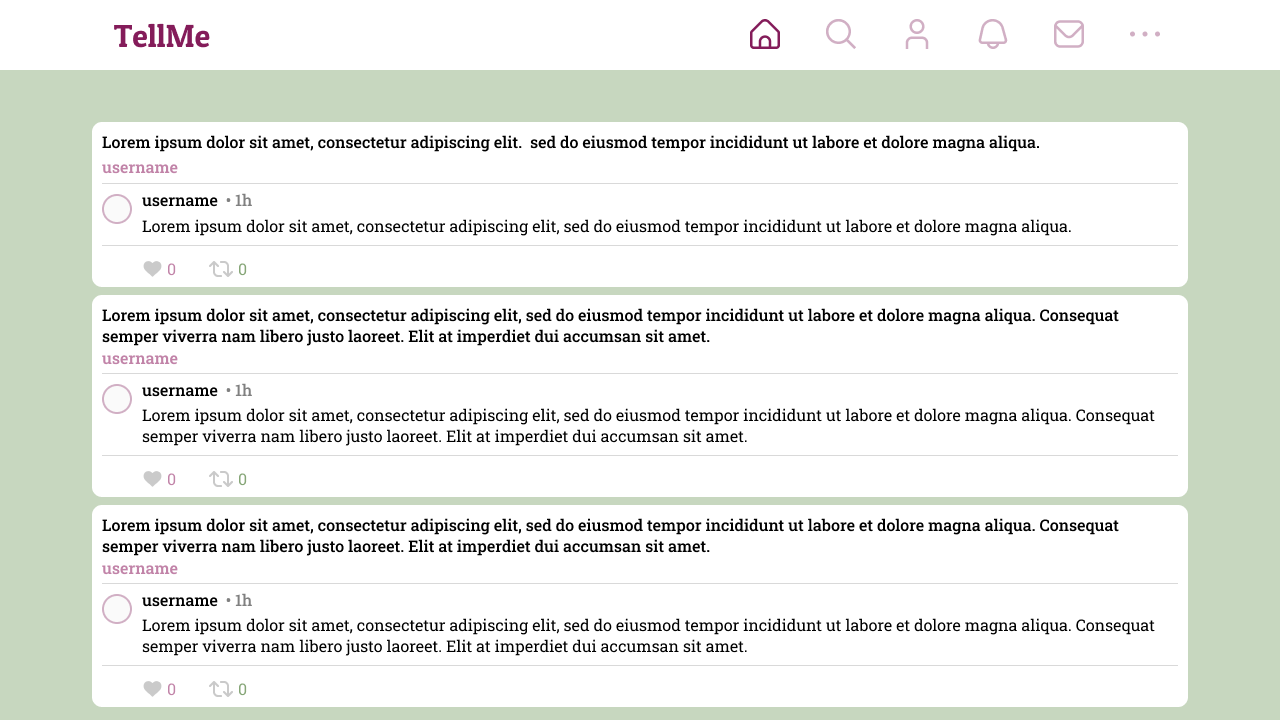 TellMe
Lorem ipsum dolor sit amet, consectetur adipiscing elit.  sed do eiusmod tempor incididunt ut labore et dolore magna aliqua.
username
username • 1h
Lorem ipsum dolor sit amet, consectetur adipiscing elit, sed do eiusmod tempor incididunt ut labore et dolore magna aliqua.
0 0
Lorem ipsum dolor sit amet, consectetur adipiscing elit, sed do eiusmod tempor incididunt ut labore et dolore magna aliqua. Consequat
semper viverra nam libero justo laoreet. Elit at imperdiet dui accumsan sit amet.
username
username • 1h
Lorem ipsum dolor sit amet, consectetur adipiscing elit, sed do eiusmod tempor incididunt ut labore et dolore magna aliqua. Consequat
semper viverra nam libero justo laoreet. Elit at imperdiet dui accumsan sit amet.
0 0
Lorem ipsum dolor sit amet, consectetur adipiscing elit, sed do eiusmod tempor incididunt ut labore et dolore magna aliqua. Consequat
semper viverra nam libero justo laoreet. Elit at imperdiet dui accumsan sit amet.
username
username • 1h
Lorem ipsum dolor sit amet, consectetur adipiscing elit, sed do eiusmod tempor incididunt ut labore et dolore magna aliqua. Consequat
semper viverra nam libero justo laoreet. Elit at imperdiet dui accumsan sit amet.
0 0